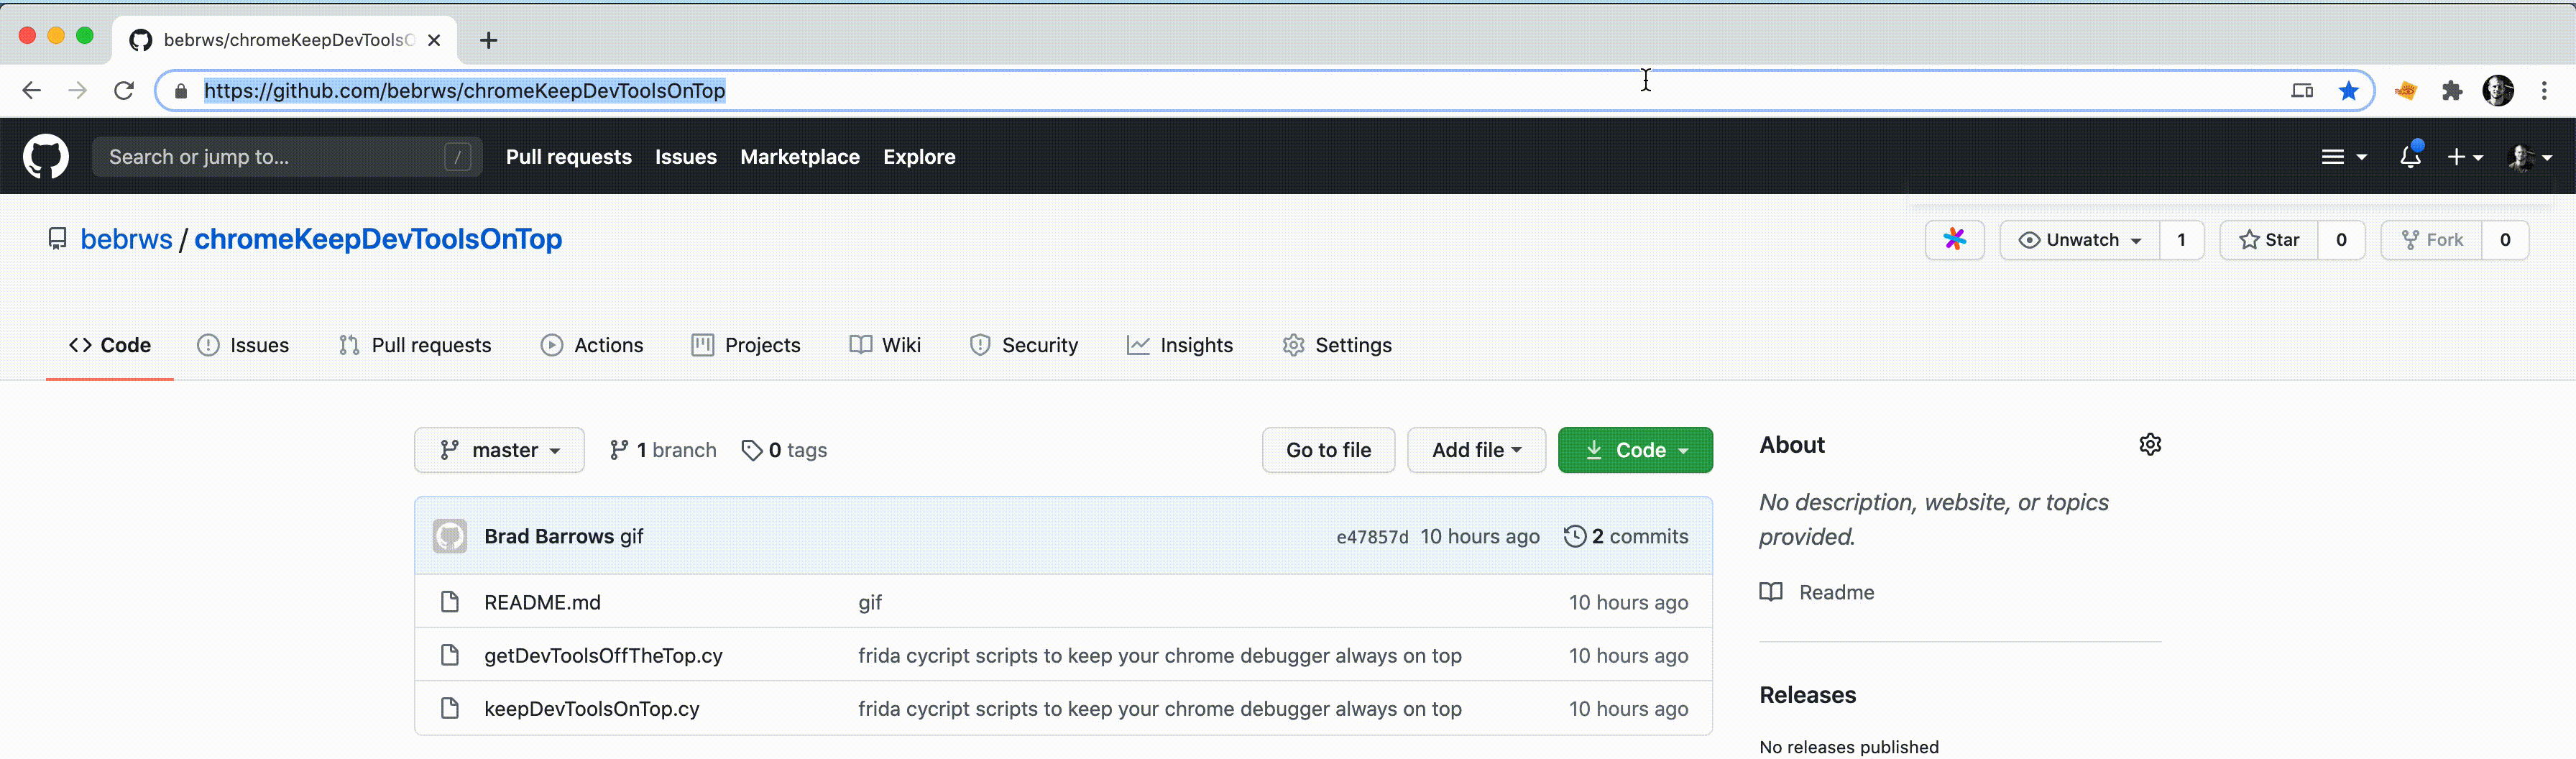 bebrws/chromeKeepDevToolsO
https://github.com/bebrws/chromeKeepDevToolsOnTop
Search or jump to... /
Pull requests Issues Marketplace Explore
bebrws / chromeKeepDevToolsOnTop
Unwatch 1 Star 0 Fork 0
Code Issues Pull requests Actions Projects Wiki Security Insights Settings
master 1 branch 0 tags Go to file Add file Code
Brad Barrows gif e47857d 10 hours ago 2 commits
README.md gif 10 hours ago
getDevToolsOffTheTop.cy frida cycript scripts to keep your chrome debugger always on top 10 hours ago
keepDevToolsOnTop.cy frida cycript scripts to keep your chrome debugger always on top 10 hours ago
About
No description, website, or topics
provided.
Readme
Releases
No releases published